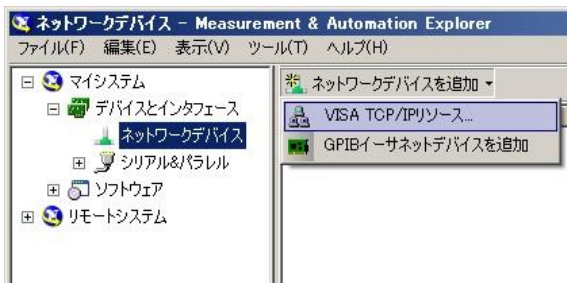 ネットワークデバイス - Measurement & Automation Explorer
ファイル(F) 編集(E) 表示(V) ツール(T) ヘルプ(H)
マイシステム
デバイスとインタフェース
ネットワークデバイス
シリアル&パラレル
ソフトウェア
リモートシステム
ネットワークデバイスを追加
VISA TCP/IPリソース...
GPIBイーサネットデバイスを追加